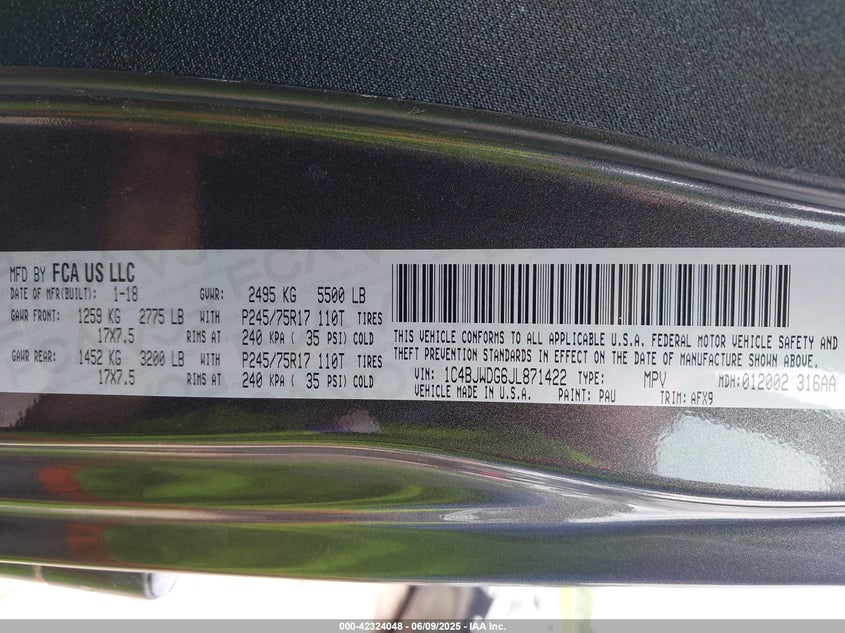 MFD BY FCA US LLC
DATE OF MFR(BUILT): 1-18 GVWR: 2495 KG 5500 LB
GAWR FRONT: 1259 KG 2775 LB WITH P245/75R17 110T TIRES
17X7.5 RIMS AT 240 KPA ( 35 PSI) COLD
GAWR REAR: 1452 KG 3200 LB WITH P245/75R17 110T TIRES
17X7.5 RIMS AT 240 KPA ( 35 PSI) COLD
THIS VEHICLE CONFORMS TO ALL APPLICABLE U.S.A. FEDERAL MOTOR VEHICLE SAFETY AND
THEFT PREVENTION STANDARDS IN EFFECT ON THE DATE OF MANUFACTURE SHOWN ABOVE.
VIN: 1C4BJWDG6JL871422 TYPE: MPV MDH:012002 316AA
VEHICLE MADE IN U.S.A. PAINT: PAU TRIM: AFX9
000-42324048 - 06/09/2025 - IAA Inc.